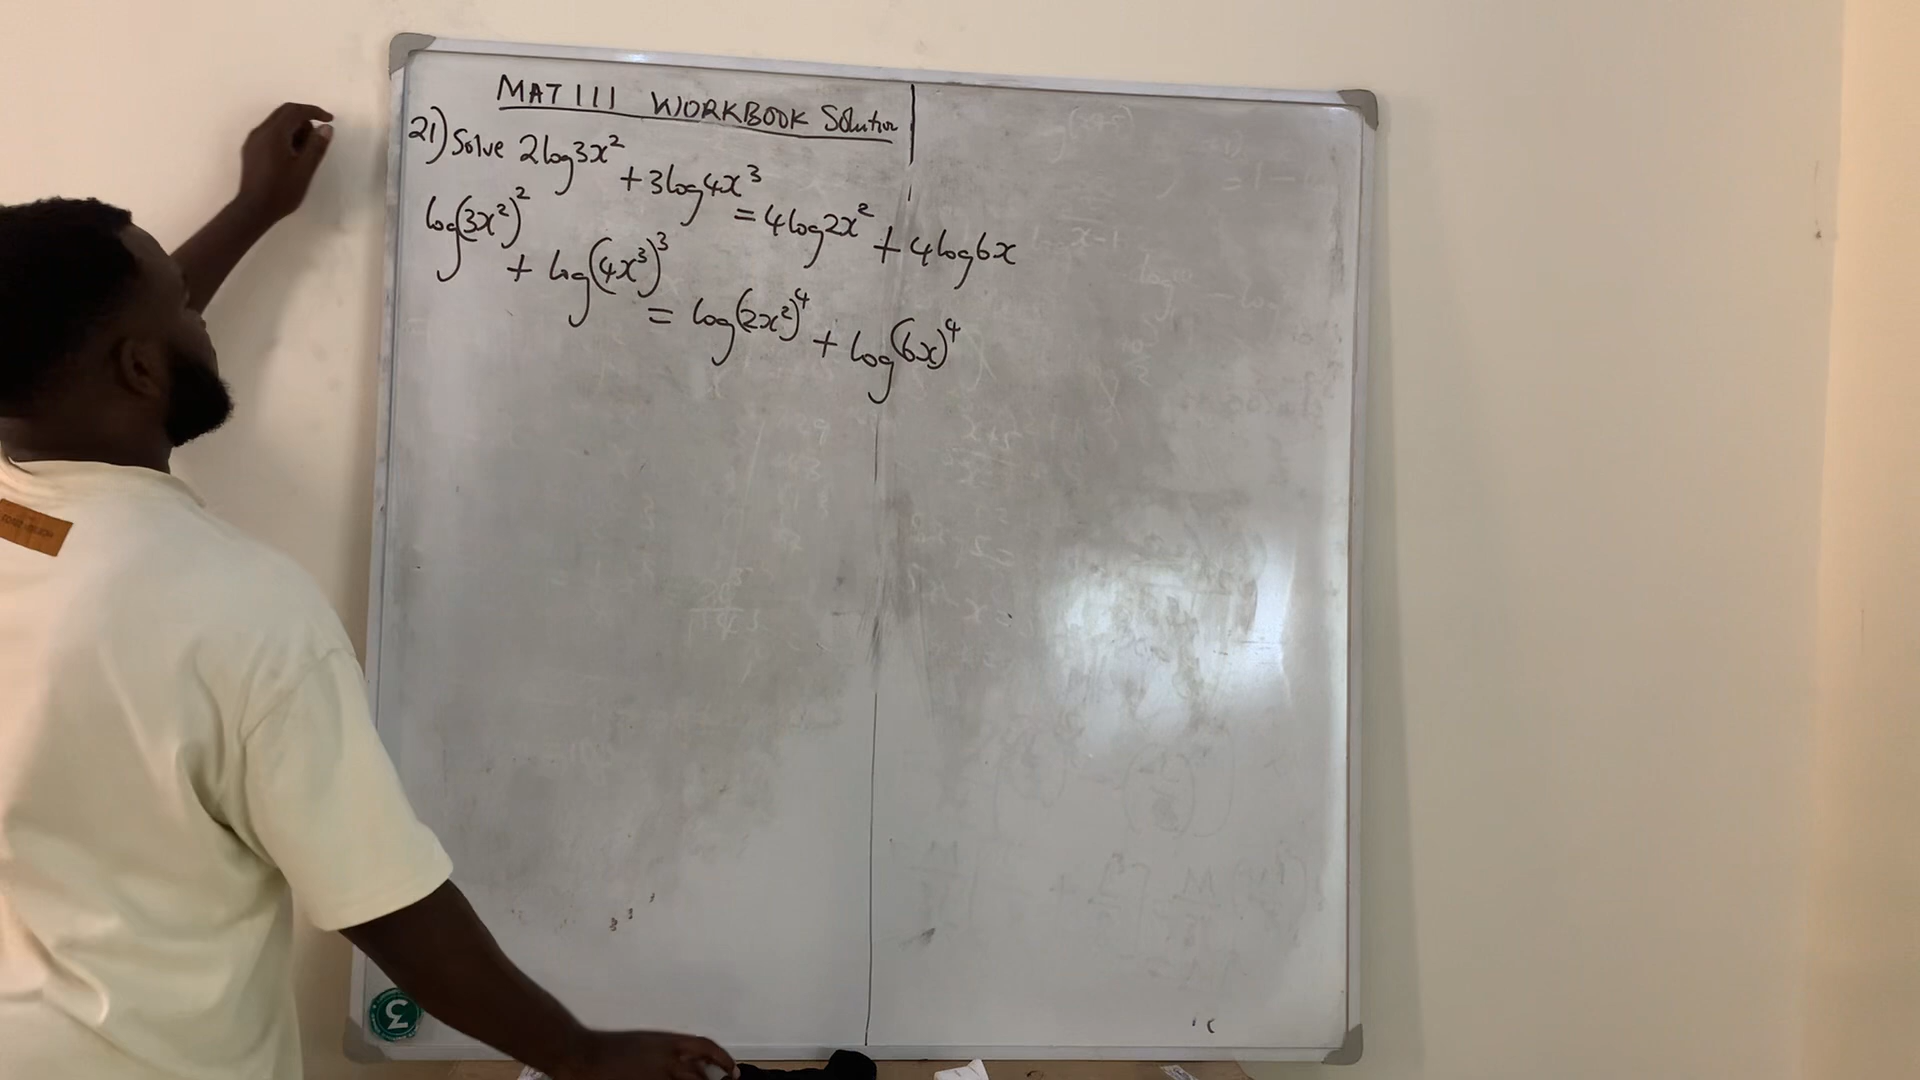 MAT 111 WORKBOOK Solution
21) Solve 2log3x² + 3log4x³ = 4log2x² + 4log6x
log(3x²)² + log(4x³)³ = log(2x²)⁴ + log(6x)⁴